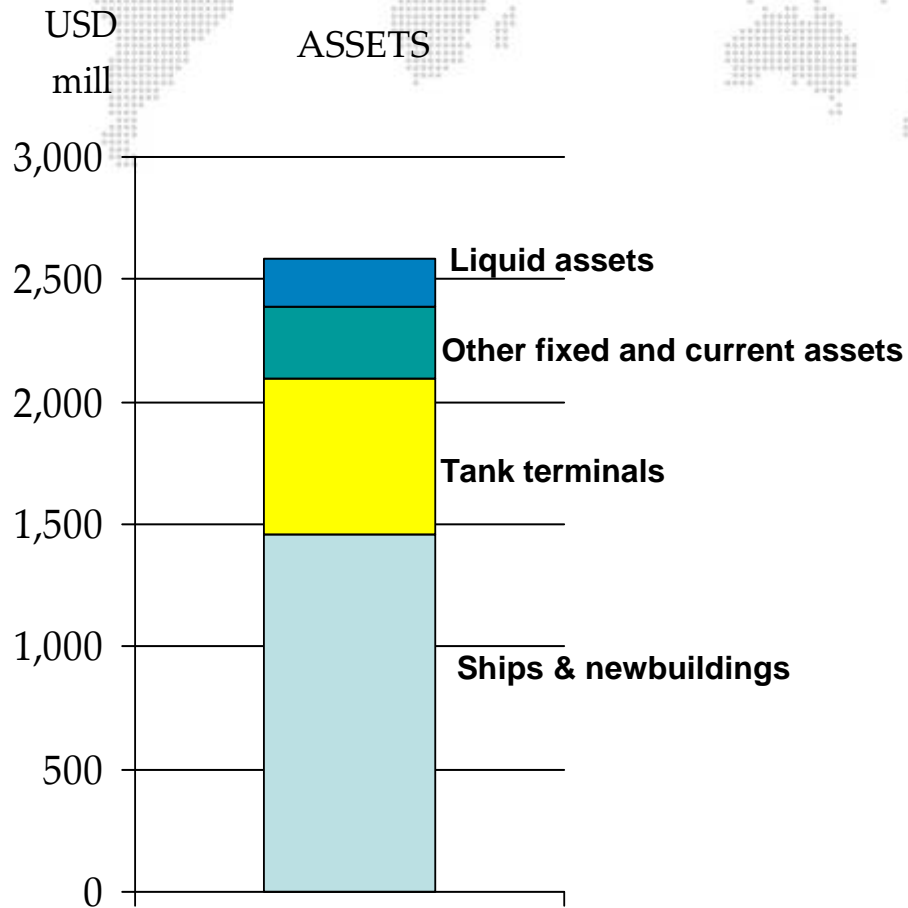 USD
mill
ASSETS
3,000
2,500
2,000
1,500
1,000
500
0
Liquid assets
Other fixed and current assets
Tank terminals
Ships & newbuildings